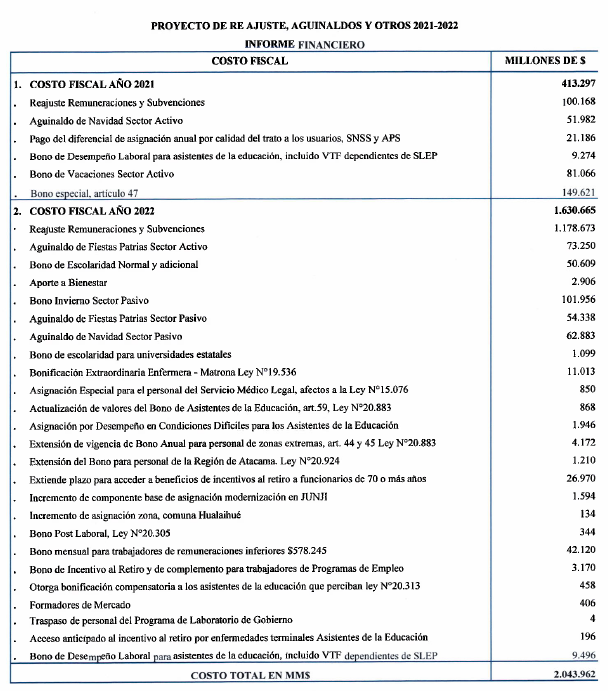 PROYECTO DE RE AJUSTE, AGUINALDOS Y OTROS 2021-2022
INFORME FINANCIERO
COSTO FISCAL MILLONES DE $
1. COSTO FISCAL AÑO 2021 413.297
. Reajuste Remuneraciones y Subvenciones 100.168
. Aguinaldo de Navidad Sector Activo 51.982
. Pago del diferencial de asignación anual por calidad del trato a los usuarios, SNSS y APS 21.186
. Bono de Desempeño Laboral para asistentes de la educación, incluido VTF dependientes de SLEP 9.274
. Bono de Vacaciones Sector Activo 81.066
. Bono especial, artículo 47 149.621
2. COSTO FISCAL AÑO 2022 1.630.665
. Reajuste Remuneraciones y Subvenciones 1.178.673
. Aguinaldo de Fiestas Patrias Sector Activo 73.250
. Bono de Escolaridad Normal y adicional 50.609
. Aporte a Bienestar 2.906
. Bono Invierno Sector Pasivo 101.956
. Aguinaldo de Fiestas Patrias Sector Pasivo 54.338
. Aguinaldo de Navidad Sector Pasivo 62.883
. Bono de escolaridad para universidades estatales 1.099
. Bonificación Extraordinaria Enfermera - Matrona Ley N°19.536 11.013
. Asignación Especial para el personal del Servicio Médico Legal, afectos a la Ley N°15.076 850
. Actualización de valores del Bono de Asistentes de la Educación, art.59, Ley N°20.883 868
. Asignación por Desempeño en Condiciones Difíciles para los Asistentes de la Educación 1.946
. Extensión de vigencia de Bono Anual para personal de zonas extremas, art. 44 y 45 Ley N°20.883 4.172
. Extensión del Bono para personal de la Región de Atacama. Ley N°20.924 1.210
. Extiende plazo para acceder a beneficios de incentivos al retiro a funcionarios de 70 o más años 26.970
. Incremento de componente base de asignación modernización en JUNJI 1.594
. Incremento de asignación zona, comuna Hualaihué 134
. Bono Post Laboral, Ley N°20.305 344
. Bono mensual para trabajadores de remuneraciones inferiores $578.245 42.120
. Bono de Incentivo al Retiro y de complemento para trabajadores de Programas de Empleo 3.170
. Otorga bonificación compensatoria a los asistentes de la educación que perciban ley N°20.313 458
. Formadores de Mercado 406
. Traspaso de personal del Programa de Laboratorio de Gobierno 4
. Acceso anticipado al incentivo al retiro por enfermedades terminales Asistentes de la Educación 196
. Bono de Desempeño Laboral para asistentes de la educación, incluido VTF dependientes de SLEP 9.496
COSTO TOTAL EN MM$ 2.043.962